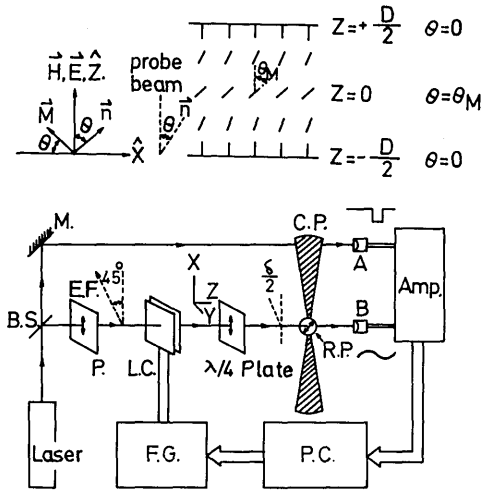 H⃗,E⃗,Ẑ.
M⃗
θ
θ
n⃗
X̂
probe
beam
θ
n⃗
θM
Z=+D/2 θ=0
Z=0 θ=θM
Z=-D/2 θ=0
M.
C.P.
A
Amp.
45°
E.F.
X
Z
Y
δ/2
B
B.S.
P.
L.C.
λ/4 Plate
R.P.
Laser
F.G.
P.C.